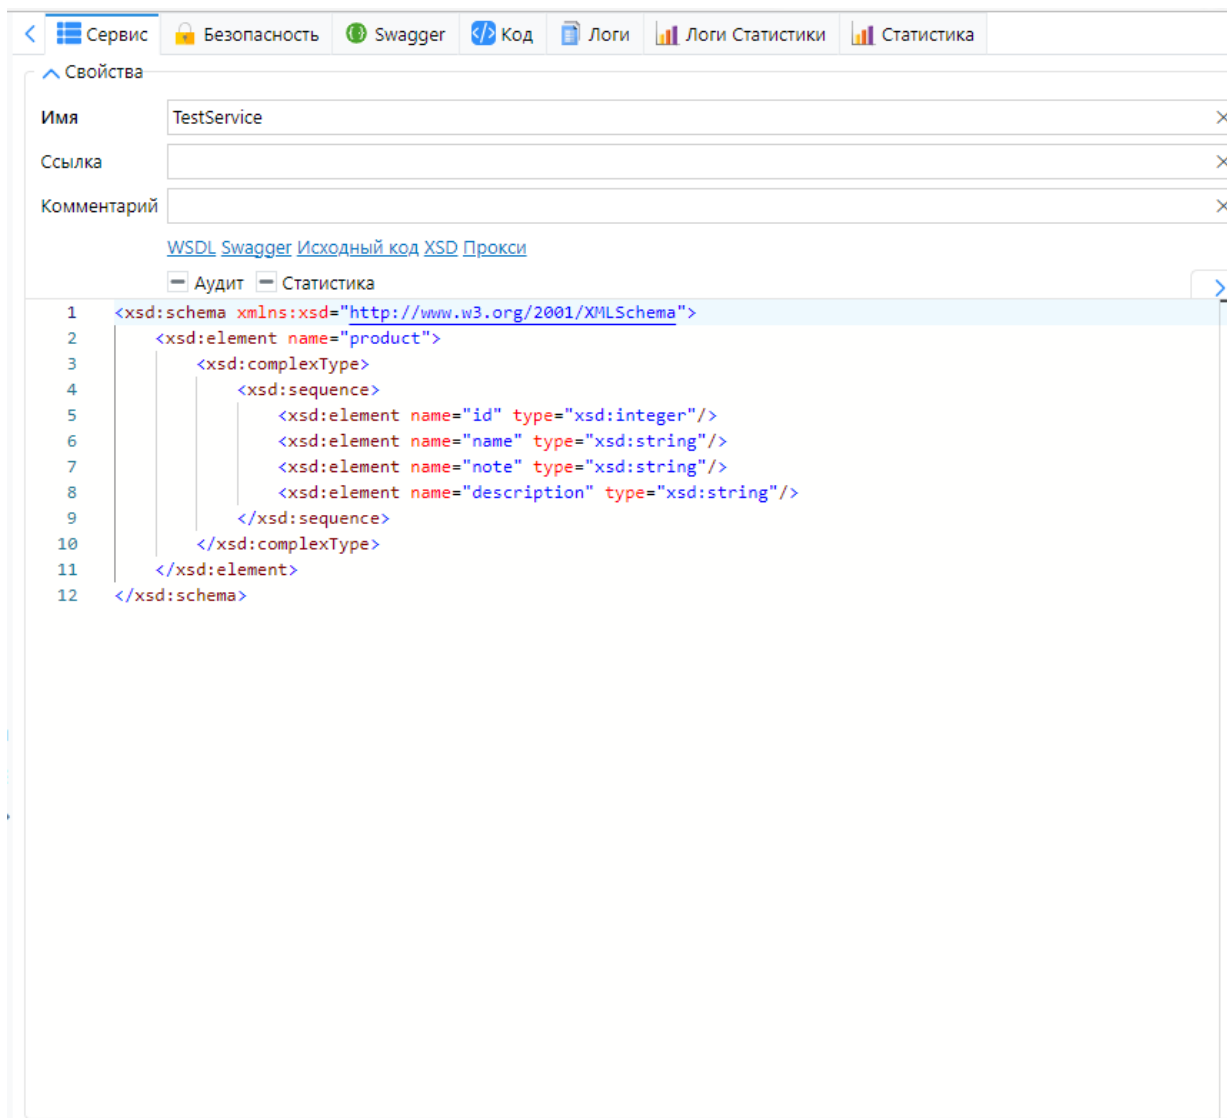 Сервис Безопасность Swagger Код Логи Логи Статистики Статистика
Свойства
Имя TestService
Ссылка
Комментарий
WSDL Swagger Исходный код XSD Прокси
Аудит Статистика
1 <xsd:schema xmlns:xsd="http://www.w3.org/2001/XMLSchema">
2 <xsd:element name="product">
3 <xsd:complexType>
4 <xsd:sequence>
5 <xsd:element name="id" type="xsd:integer"/>
6 <xsd:element name="name" type="xsd:string"/>
7 <xsd:element name="note" type="xsd:string"/>
8 <xsd:element name="description" type="xsd:string"/>
9 </xsd:sequence>
10 </xsd:complexType>
11 </xsd:element>
12 </xsd:schema>